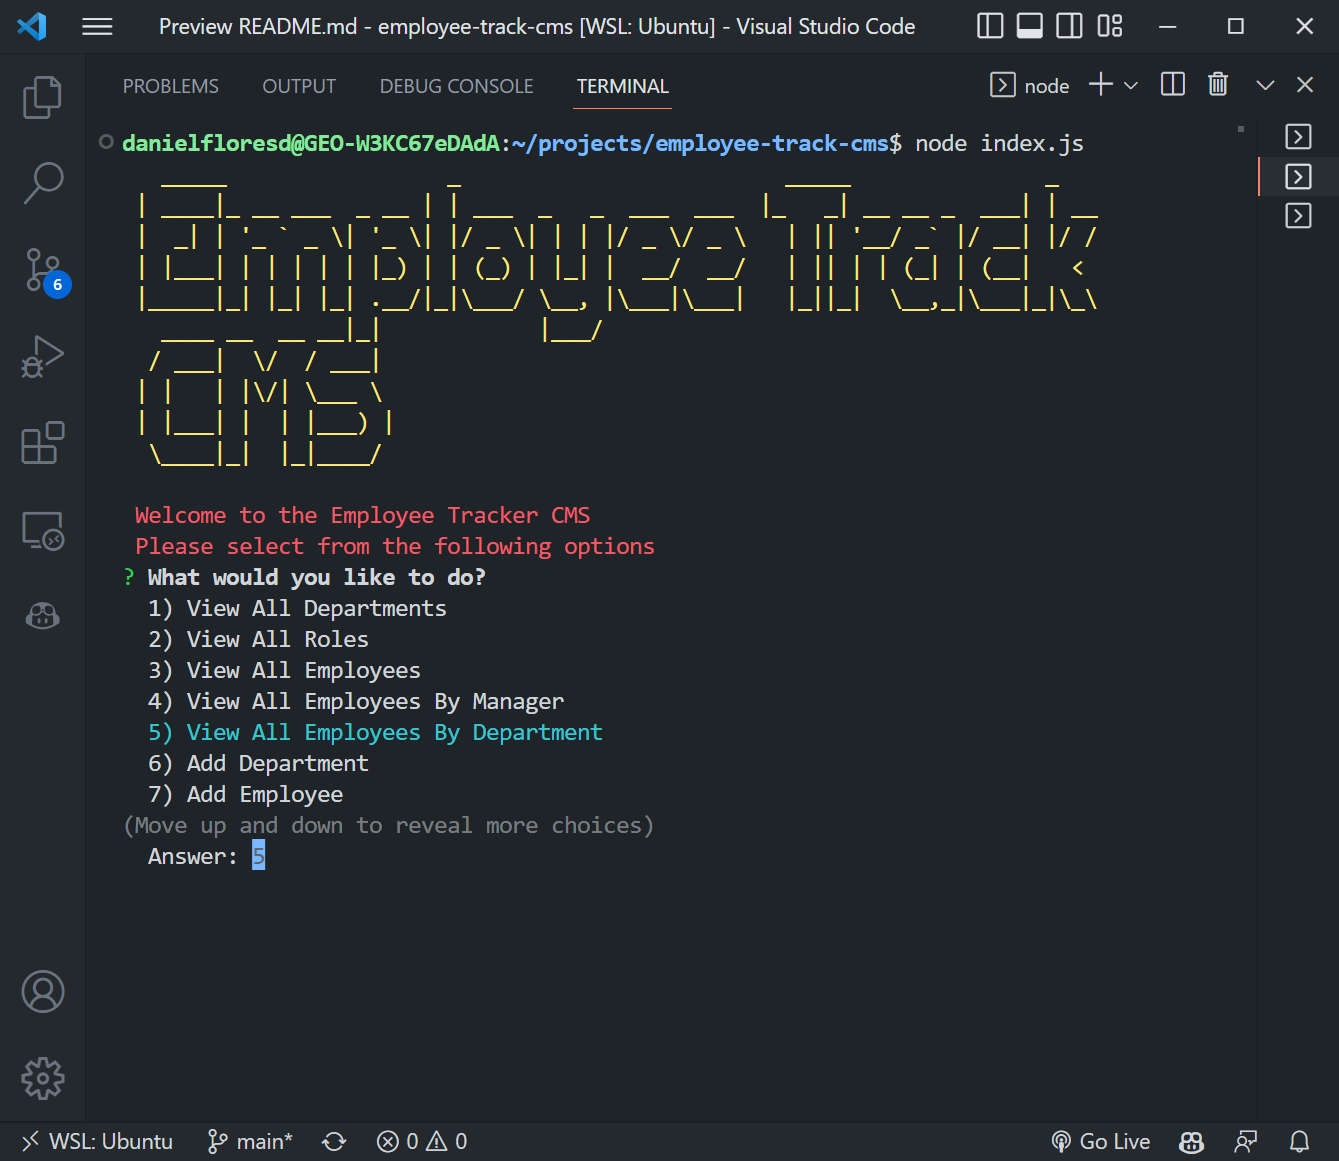 Preview README.md - employee-track-cms [WSL: Ubuntu] - Visual Studio Code
PROBLEMS OUTPUT DEBUG CONSOLE TERMINAL node
danielfloresd@GEO-W3KC67eDAdA:~/projects/employee-track-cms$ node index.js
Employee Track
CMS
Welcome to the Employee Tracker CMS
Please select from the following options
? What would you like to do?
1) View All Departments
2) View All Roles
3) View All Employees
4) View All Employees By Manager
5) View All Employees By Department
6) Add Department
7) Add Employee
(Move up and down to reveal more choices)
Answer: 5
6
WSL: Ubuntu main* 0 0 Go Live